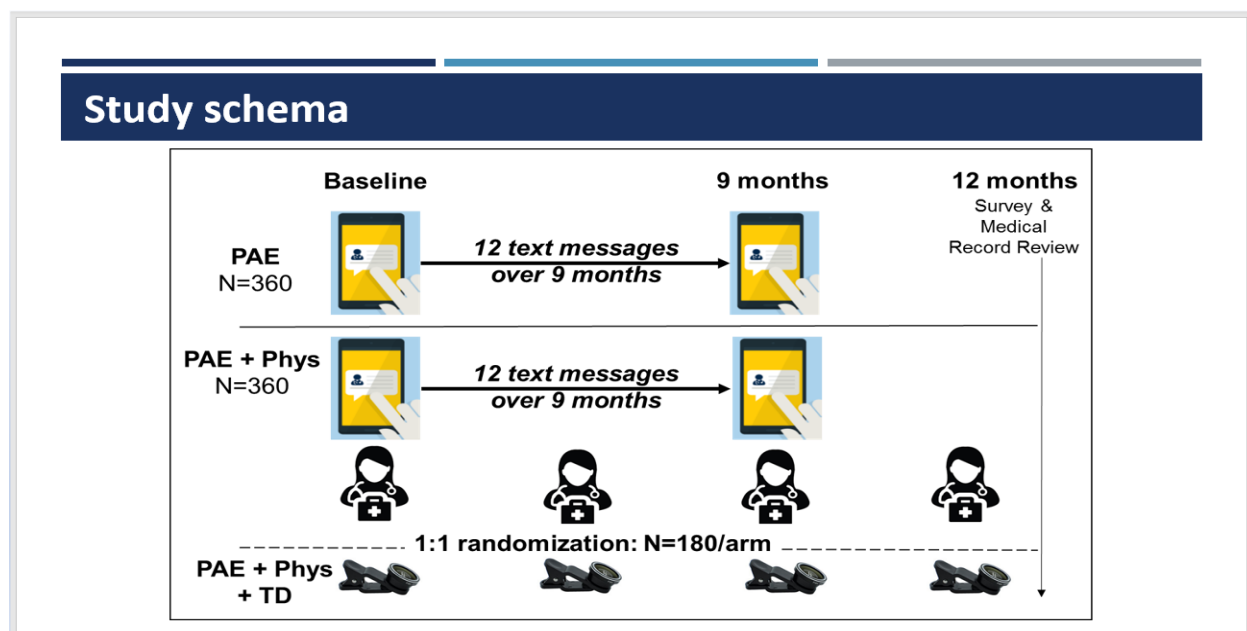 Study schema
Baseline
9 months
12 months
Survey &
Medical
Record Review
PAE
N=360
12 text messages
over 9 months
PAE + Phys
N=360
12 text messages
over 9 months
1:1 randomization: N=180/arm
PAE + Phys
+ TD